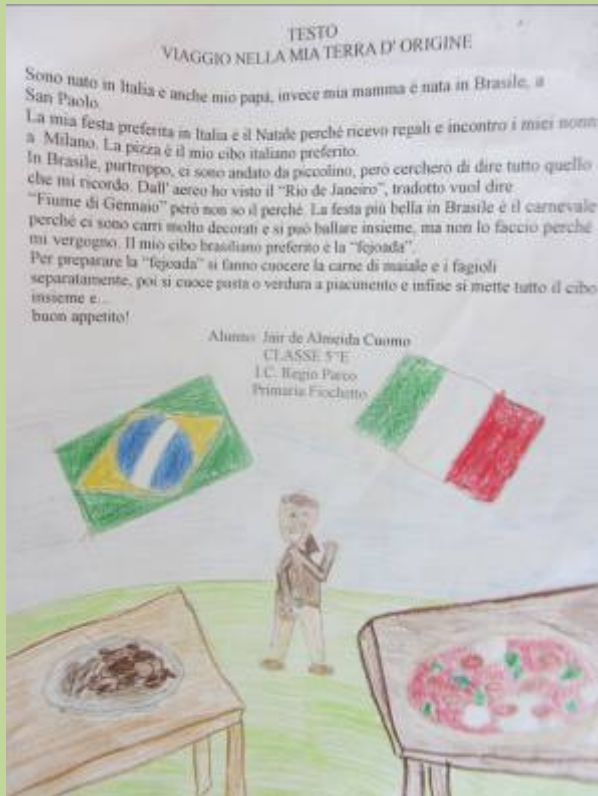 TESTO
VIAGGIO NELLA MIA TERRA D' ORIGINE
Sono nato in Italia e anche mio papà, invece mia mamma è nata in Brasile, a
San Paolo.
La mia festa preferita in Italia è il Natale perché ricevo regali e incontro i miei nonni
a Milano. La pizza è il mio cibo italiano preferito.
In Brasile, purtroppo, ci sono andato da piccolino, però cercherò di dire tutto quello
che mi ricordo. Dall' aereo ho visto il "Rio de Janeiro", tradotto vuol dire
"Fiume di Gennaio" però non so il perché. La festa più bella in Brasile è il carnevale
perché ci sono carri molto decorati e si può ballare insieme, ma non lo faccio perché
mi vergogno. Il mio cibo brasiliano preferito è la "fejoada".
Per preparare la "fejoada" si fanno cuocere la carne di maiale e i fagioli
separatamente, poi si cuoce pasta o verdura a piacimento e infine si mette tutto il cibo
insieme e...
buon appetito!
Alunno Jair de Almeida Cuomo
CLASSE 5°E
I.C. Regio Parco
Primaria Fiochetto